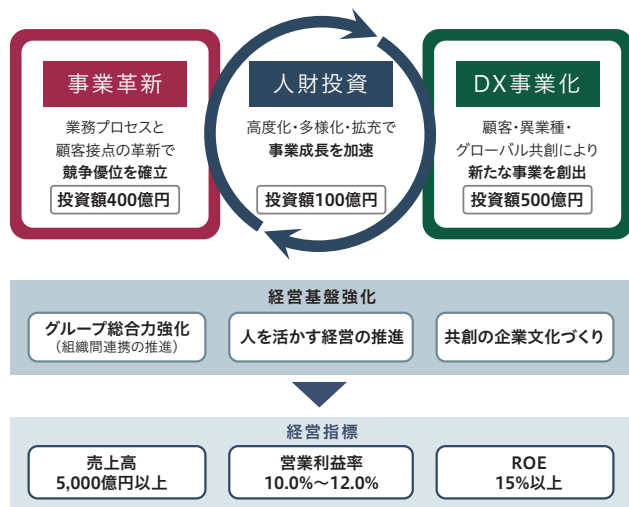 事業革新
業務プロセスと
顧客接点の革新で
競争優位を確立
投資額400億円
人財投資
高度化・多様化・拡充で
事業成長を加速
投資額100億円
DX事業化
顧客・異業種・
グローバル共創により
新たな事業を創出
投資額500億円
経営基盤強化
グループ総合力強化
（組織間連携の推進）
人を活かす経営の推進
共創の企業文化づくり
経営指標
売上高
5,000億円以上
営業利益率
10.0%～12.0%
ROE
15%以上